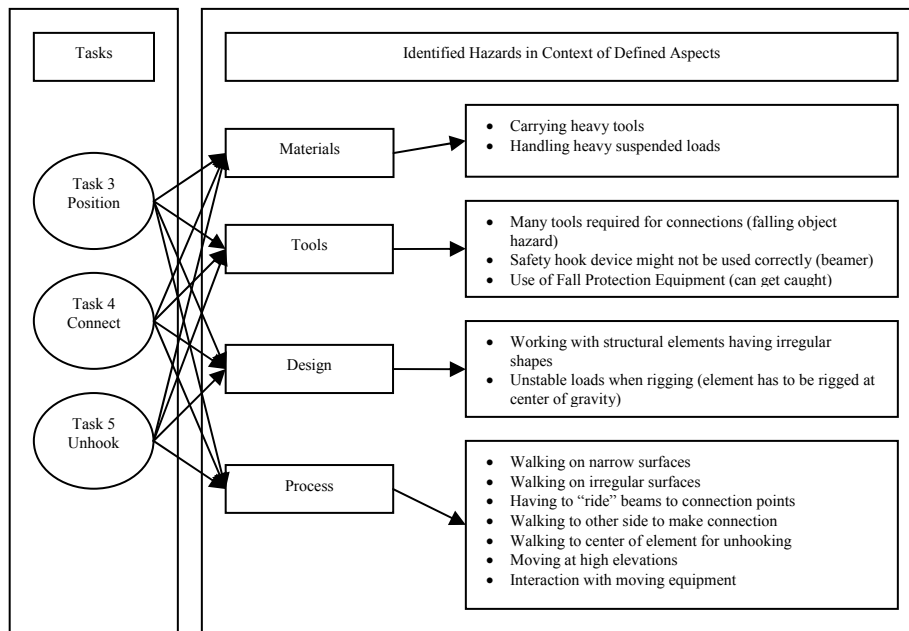 Tasks
Identified Hazards in Context of Defined Aspects
Task 3
Position
Task 4
Connect
Task 5
Unhook
Materials
• Carrying heavy tools
• Handling heavy suspended loads
Tools
• Many tools required for connections (falling object
hazard)
• Safety hook device might not be used correctly (beamer)
• Use of Fall Protection Equipment (can get caught)
Design
• Working with structural elements having irregular
shapes
• Unstable loads when rigging (element has to be rigged at
center of gravity)
Process
• Walking on narrow surfaces
• Walking on irregular surfaces
• Having to “ride” beams to connection points
• Walking to other side to make connection
• Walking to center of element for unhooking
• Moving at high elevations
• Interaction with moving equipment